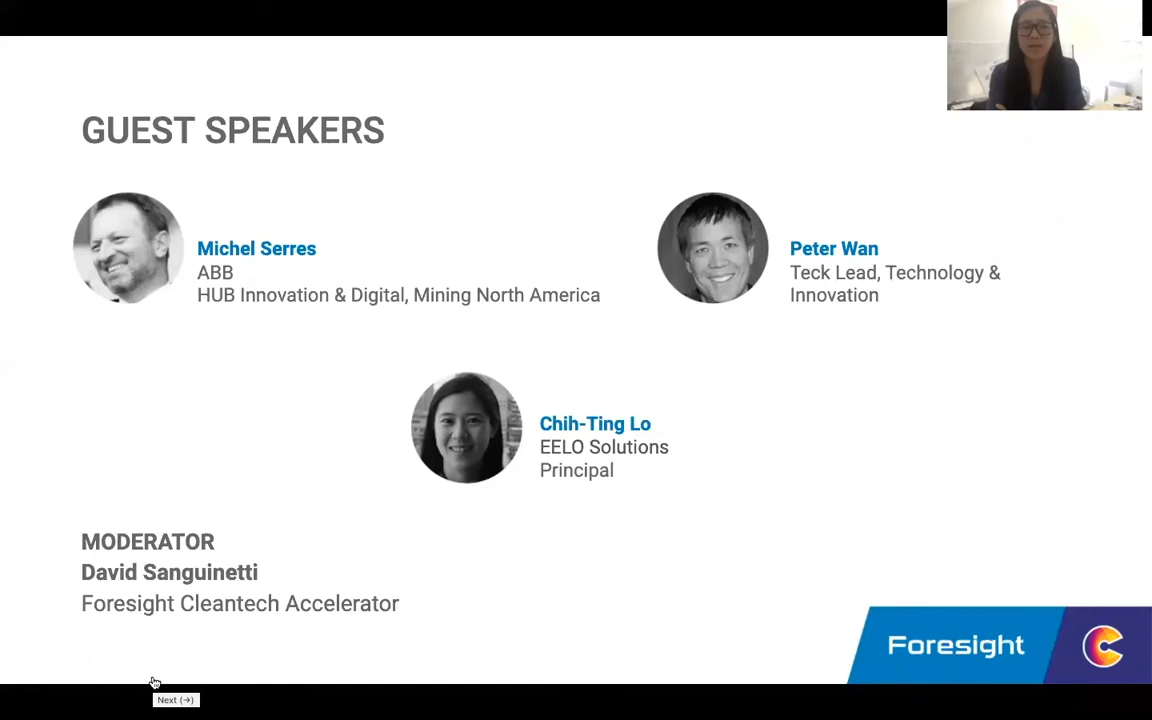 GUEST SPEAKERS
Michel Serres
ABB
HUB Innovation & Digital, Mining North America
Peter Wan
Teck Lead, Technology &
Innovation
Chih-Ting Lo
EELO Solutions
Principal
MODERATOR
David Sanguinetti
Foresight Cleantech Accelerator
Foresight
Next (→)